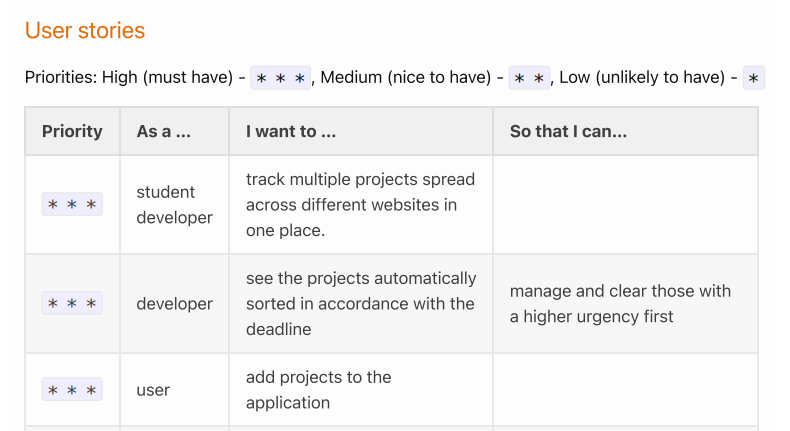 User stories
Priorities: High (must have) - * * *, Medium (nice to have) - * *, Low (unlikely to have) - *
Priority As a ... I want to ... So that I can...
* * *
student
developer
track multiple projects spread
across different websites in
one place.
* * *
developer
see the projects automatically
sorted in accordance with the
deadline
manage and clear those with
a higher urgency first
* * *
user
add projects to the
application